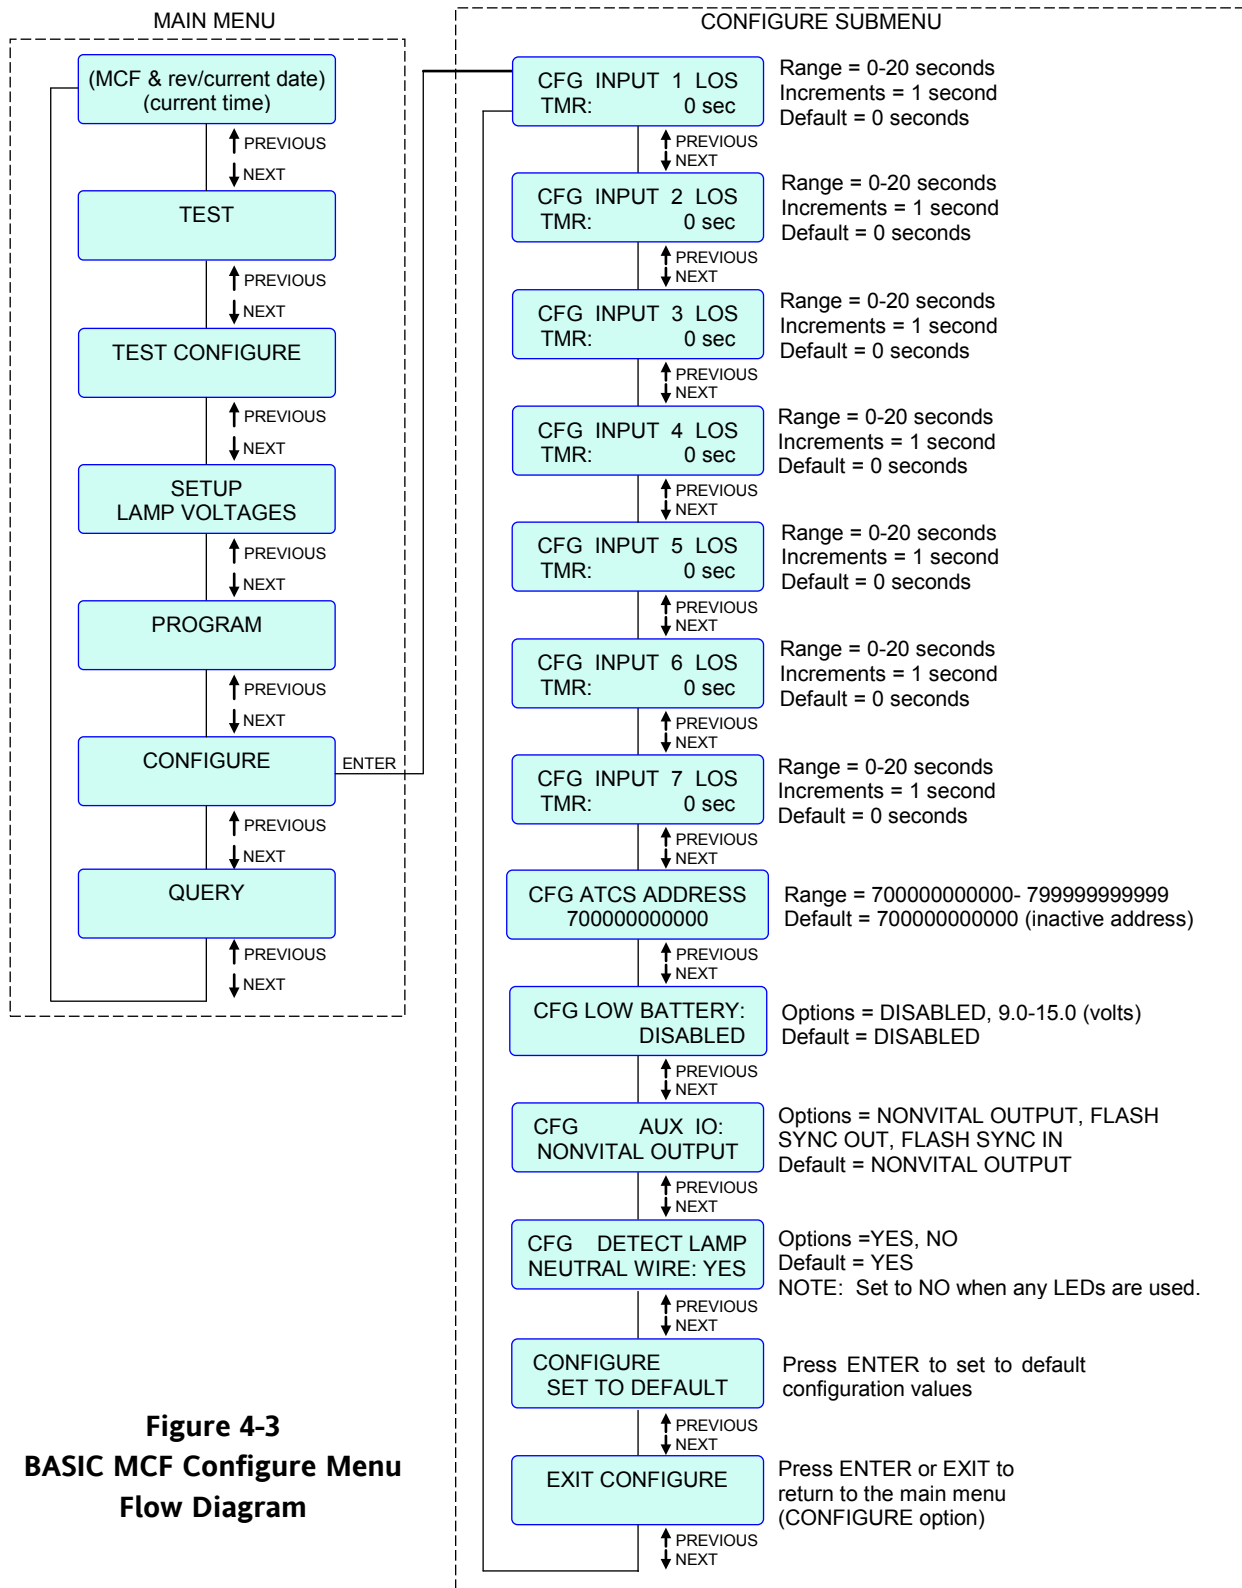 MAIN MENU
(MCF & rev/current date)
(current time)
PREVIOUS
NEXT
TEST
PREVIOUS
NEXT
TEST CONFIGURE
PREVIOUS
NEXT
SETUP
LAMP VOLTAGES
PREVIOUS
NEXT
PROGRAM
PREVIOUS
NEXT
CONFIGURE
ENTER
PREVIOUS
NEXT
QUERY
PREVIOUS
NEXT
CONFIGURE SUBMENU
CFG INPUT 1 LOS
TMR: 0 sec
Range = 0-20 seconds
Increments = 1 second
Default = 0 seconds
PREVIOUS
NEXT
CFG INPUT 2 LOS
TMR: 0 sec
Range = 0-20 seconds
Increments = 1 second
Default = 0 seconds
PREVIOUS
NEXT
CFG INPUT 3 LOS
TMR: 0 sec
Range = 0-20 seconds
Increments = 1 second
Default = 0 seconds
PREVIOUS
NEXT
CFG INPUT 4 LOS
TMR: 0 sec
Range = 0-20 seconds
Increments = 1 second
Default = 0 seconds
PREVIOUS
NEXT
CFG INPUT 5 LOS
TMR: 0 sec
Range = 0-20 seconds
Increments = 1 second
Default = 0 seconds
PREVIOUS
NEXT
CFG INPUT 6 LOS
TMR: 0 sec
Range = 0-20 seconds
Increments = 1 second
Default = 0 seconds
PREVIOUS
NEXT
CFG INPUT 7 LOS
TMR: 0 sec
Range = 0-20 seconds
Increments = 1 second
Default = 0 seconds
PREVIOUS
NEXT
CFG ATCS ADDRESS
700000000000
Range = 700000000000- 799999999999
Default = 700000000000 (inactive address)
PREVIOUS
NEXT
CFG LOW BATTERY:
DISABLED
Options = DISABLED, 9.0-15.0 (volts)
Default = DISABLED
PREVIOUS
NEXT
CFG AUX IO:
NONVITAL OUTPUT
Options = NONVITAL OUTPUT, FLASH
SYNC OUT, FLASH SYNC IN
Default = NONVITAL OUTPUT
PREVIOUS
NEXT
CFG DETECT LAMP
NEUTRAL WIRE: YES
Options =YES, NO
Default = YES
NOTE: Set to NO when any LEDs are used.
PREVIOUS
NEXT
CONFIGURE
SET TO DEFAULT
Press ENTER to set to default
configuration values
PREVIOUS
NEXT
EXIT CONFIGURE
Press ENTER or EXIT to
return to the main menu
(CONFIGURE option)
PREVIOUS
NEXT
Figure 4-3
BASIC MCF Configure Menu
Flow Diagram